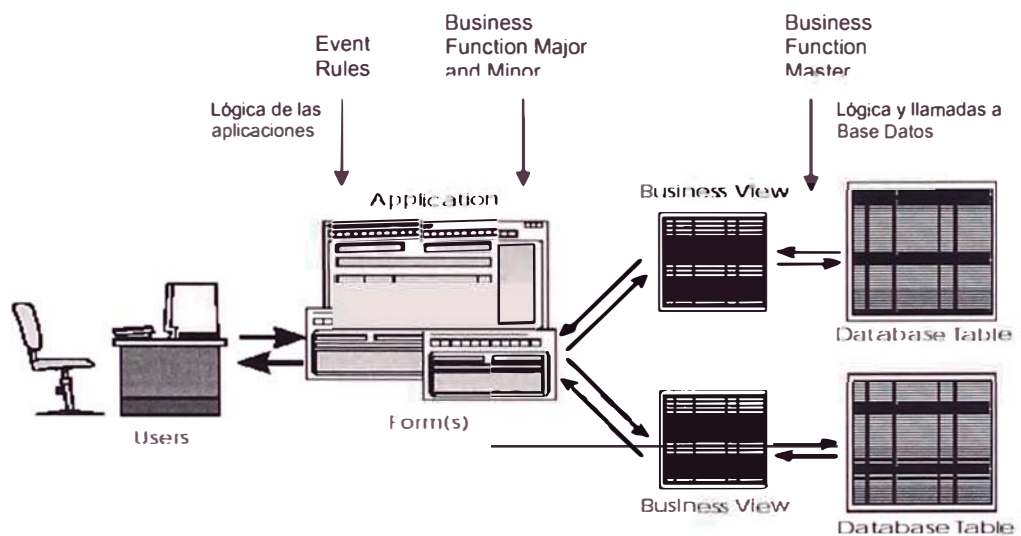 Event
Rules
Business
Function Major
and Minor
Business
Function
Master
Lógica de las
aplicaciones
Lógica y llamadas a
Base Datos
Application
Business View
Database Table
Users
Form(s)
Business View
Database Table